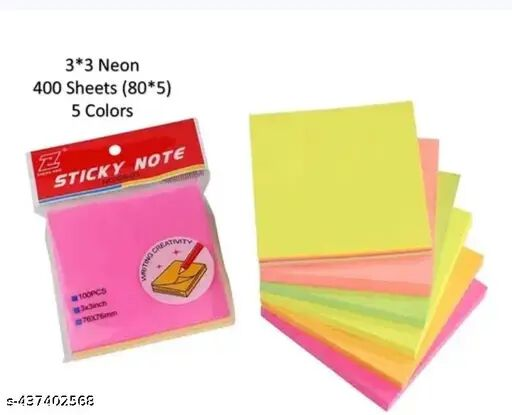 3*3 Neon
400 Sheets (80*5)
5 Colors
STICKY NOTE
WRITING CREATIVITY
100PCS
3x3inch
76X76mm
s-437402568